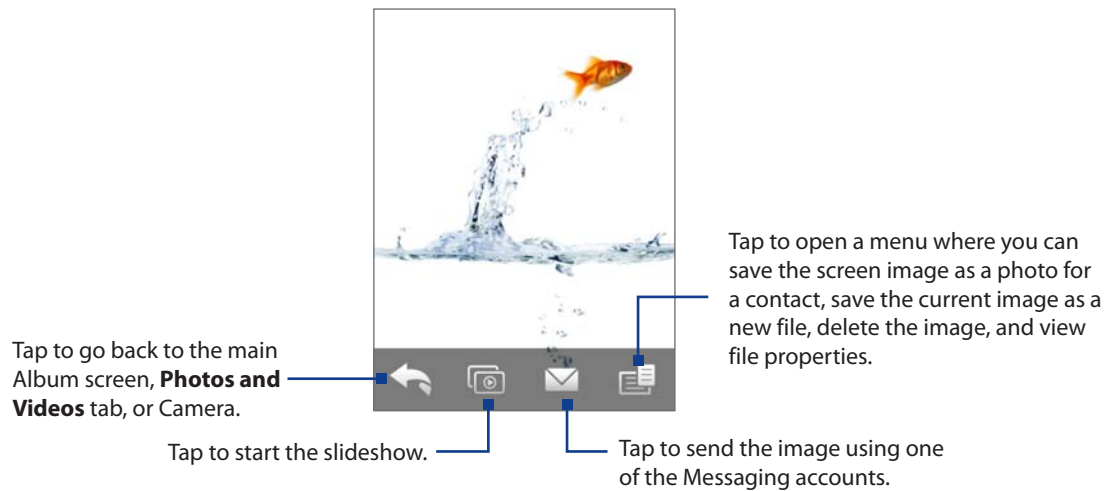 Tap to open a menu where you can
save the screen image as a photo for
a contact, save the current image as a
new file, delete the image, and view
file properties.
Tap to go back to the main
Album screen, Photos and
Videos tab, or Camera.
Tap to start the slideshow.
Tap to send the image using one
of the Messaging accounts.